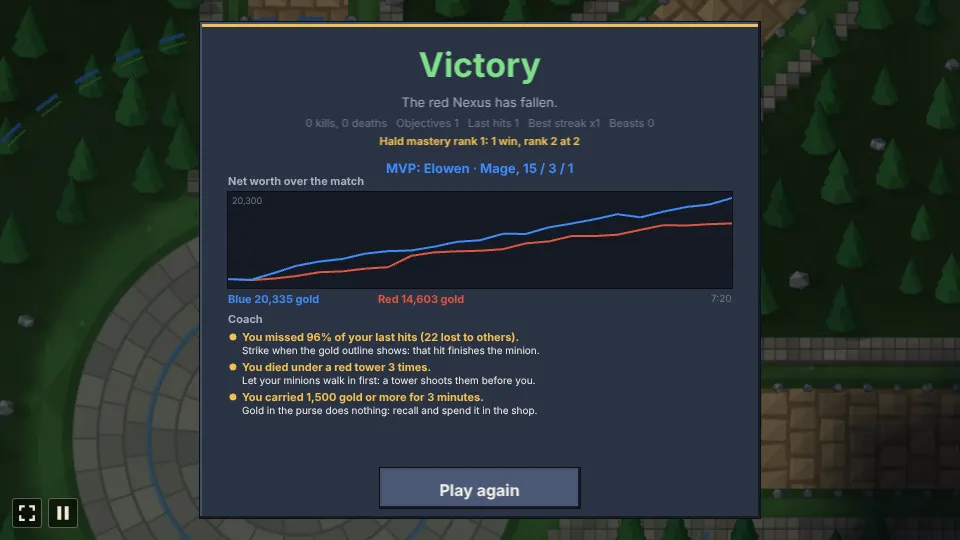 Victory
The red Nexus has fallen.
0 kills, 0 deaths Objectives 1 Last hits 1 Best streak x1 Beasts 0
Hald mastery rank 1: 1 win, rank 2 at 2
MVP: Elowen · Mage, 15 / 3 / 1
Net worth over the match
20,300
Blue 20,335 gold Red 14,603 gold 7:20
Coach
You missed 96% of your last hits (22 lost to others).
Strike when the gold outline shows: that hit finishes the minion.
You died under a red tower 3 times.
Let your minions walk in first: a tower shoots them before you.
You carried 1,500 gold or more for 3 minutes.
Gold in the purse does nothing: recall and spend it in the shop.
Play again